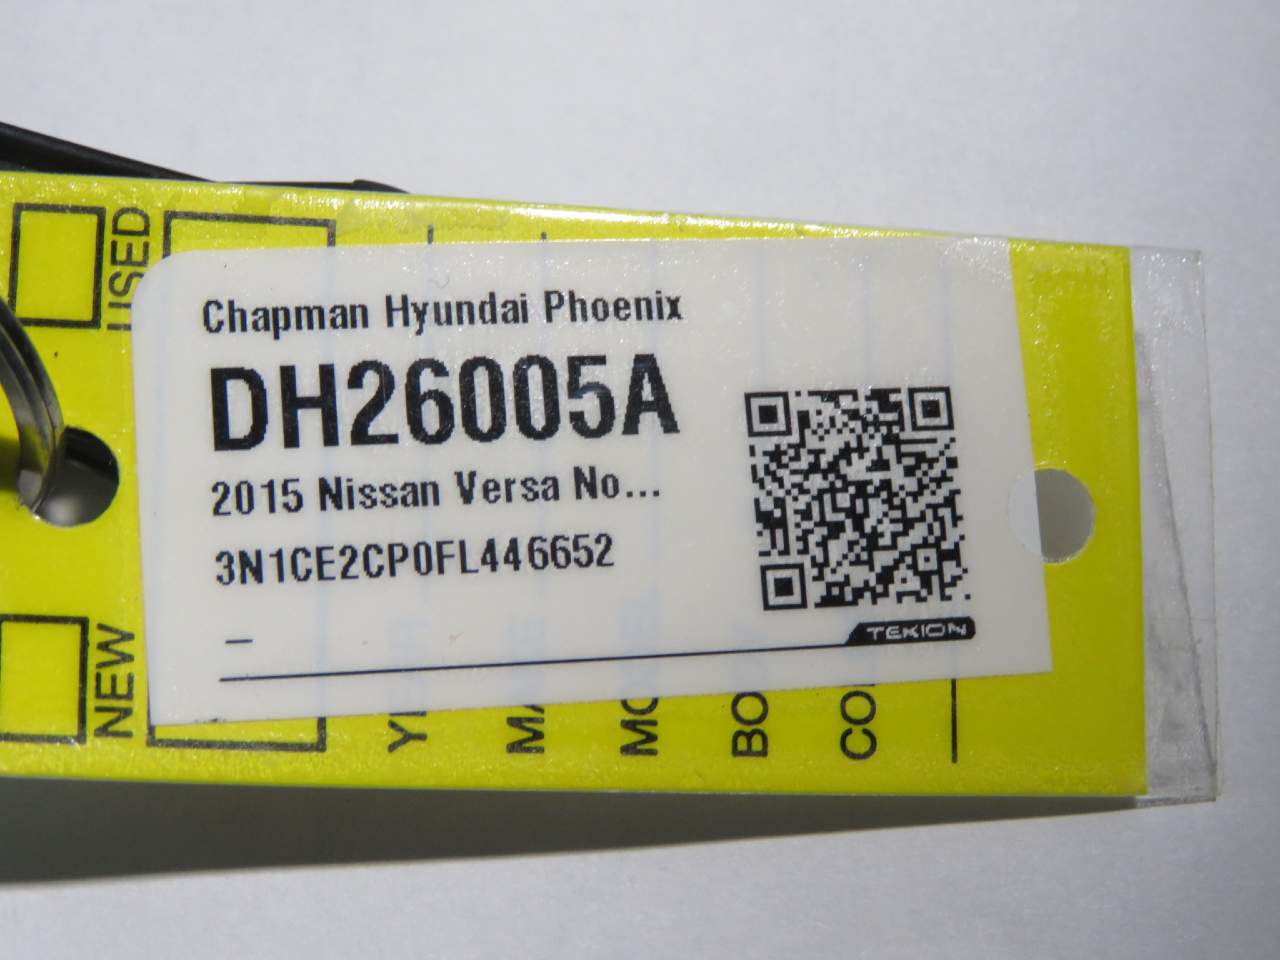 Chapman Hyundai Phoenix
DH26005A
2015 Nissan Versa No...
3N1CE2CP0FL446652
–
TEKION
USED
NEW